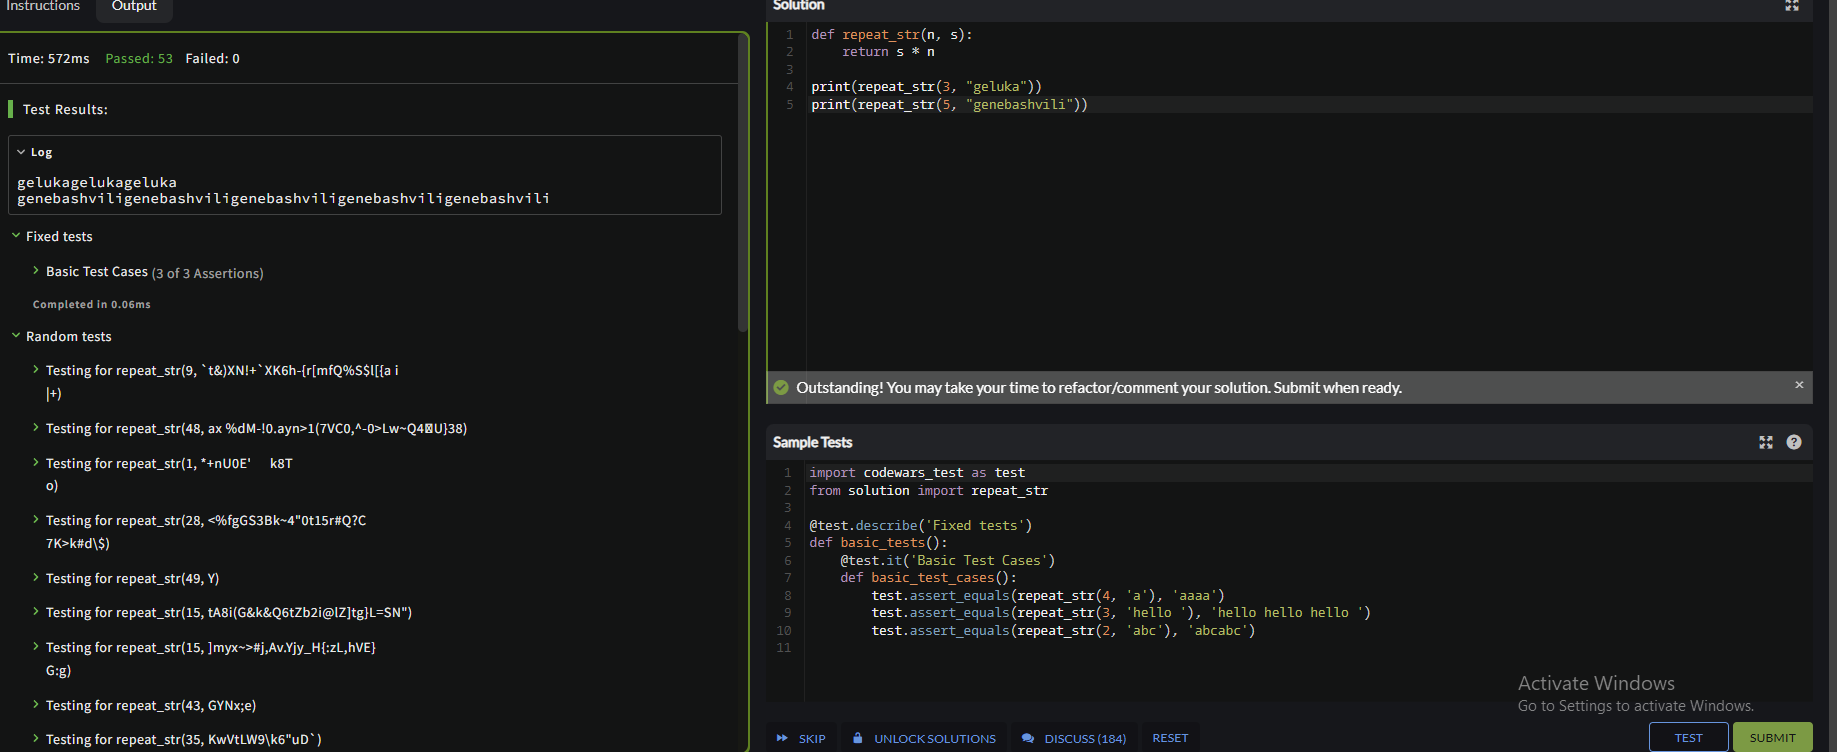 Instructions
Output
Time: 572ms Passed: 53 Failed: 0
Test Results:
Log
gelukagelukageluka
genebashviligenebashviligenebashviligenebashviligenebashvili
Fixed tests
Basic Test Cases (3 of 3 Assertions)
Completed in 0.06ms
Random tests
Testing for repeat_str(9, `t&)XN!+`XK6h-{r[mfQ%S$l[{a i
|+)
Testing for repeat_str(48, ax %dM-!0.ayn>1(7VC0,^-0>Lw~Q4U}38)
Testing for repeat_str(1, *+nU0E' k8T
o)
Testing for repeat_str(28, <%fgGS3Bk~4"0t15r#Q?C
7K>k#d\$)
Testing for repeat_str(49, Y)
Testing for repeat_str(15, tA8i(G&k&Q6tZb2i@lZ]tg}L=SN")
Testing for repeat_str(15, ]myx~>#j,Av.Yjy_H{:zL,hVE}
G:g)
Testing for repeat_str(43, GYNx;e)
Testing for repeat_str(35, KwVtLW9\k6"uD`)
Solution
1 def repeat_str(n, s):
2 return s * n
3
4 print(repeat_str(3, "geluka"))
5 print(repeat_str(5, "genebashvili"))
Outstanding! You may take your time to refactor/comment your solution. Submit when ready.
×
Sample Tests
?
1 import codewars_test as test
2 from solution import repeat_str
3
4 @test.describe('Fixed tests')
5 def basic_tests():
6 @test.it('Basic Test Cases')
7 def basic_test_cases():
8 test.assert_equals(repeat_str(4, 'a'), 'aaaa')
9 test.assert_equals(repeat_str(3, 'hello '), 'hello hello hello ')
10 test.assert_equals(repeat_str(2, 'abc'), 'abcabc')
11
Activate Windows
Go to Settings to activate Windows.
SKIP UNLOCK SOLUTIONS DISCUSS (184) RESET TEST SUBMIT